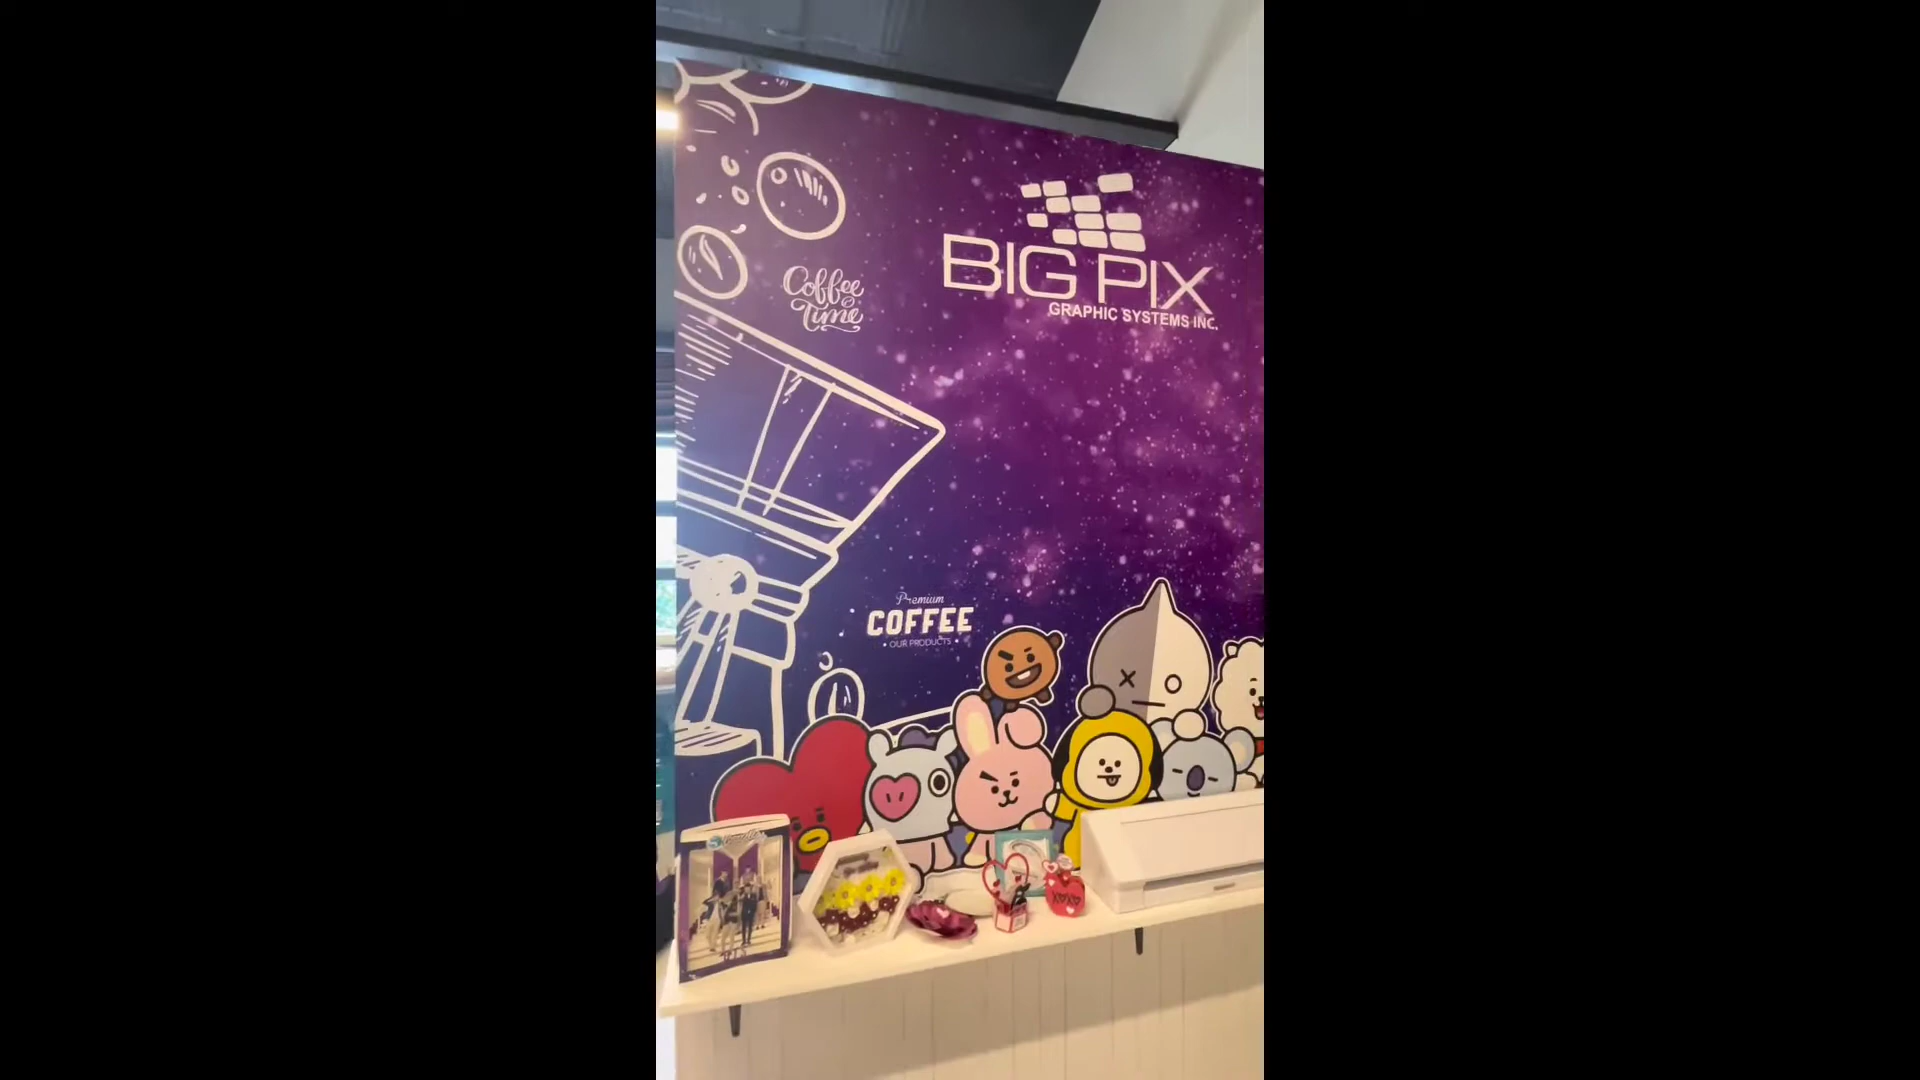 BIG PIX
GRAPHIC SYSTEMS INC.
Coffee
Time
Premium
COFFEE
• OUR PRODUCTS •